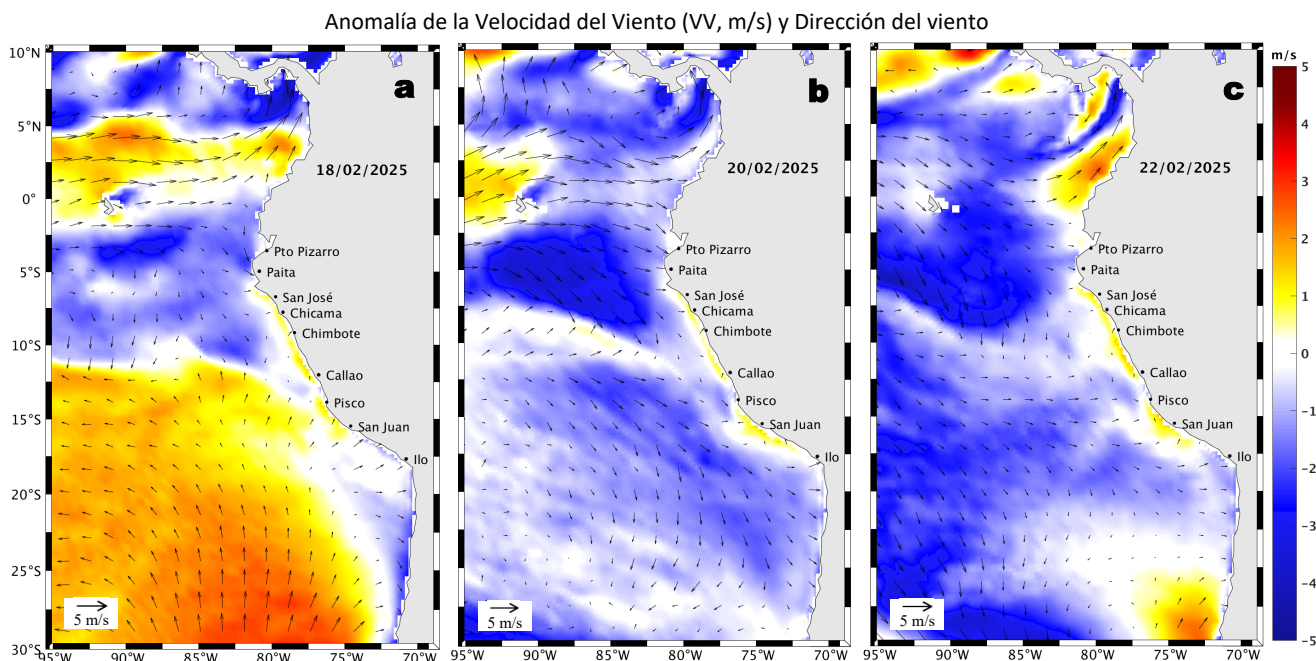 Anomalía de la Velocidad del Viento (VV, m/s) y Dirección del viento
10°N
5°N
0°
5°S
10°S
15°S
20°S
25°S
30°S
a
18/02/2025
Pto Pizarro
Paita
San José
Chicama
Chimbote
Callao
Pisco
San Juan
Ilo
5 m/s
95°W
90°W
85°W
80°W
75°W
70°W
b
20/02/2025
Pto Pizarro
Paita
San José
Chicama
Chimbote
Callao
Pisco
San Juan
Ilo
5 m/s
95°W
90°W
85°W
80°W
75°W
70°W
c
22/02/2025
Pto Pizarro
Paita
San José
Chicama
Chimbote
Callao
Pisco
San Juan
Ilo
5 m/s
95°W
90°W
85°W
80°W
75°W
70°W
m/s
5
4
3
2
1
0
-1
-2
-3
-4
-5